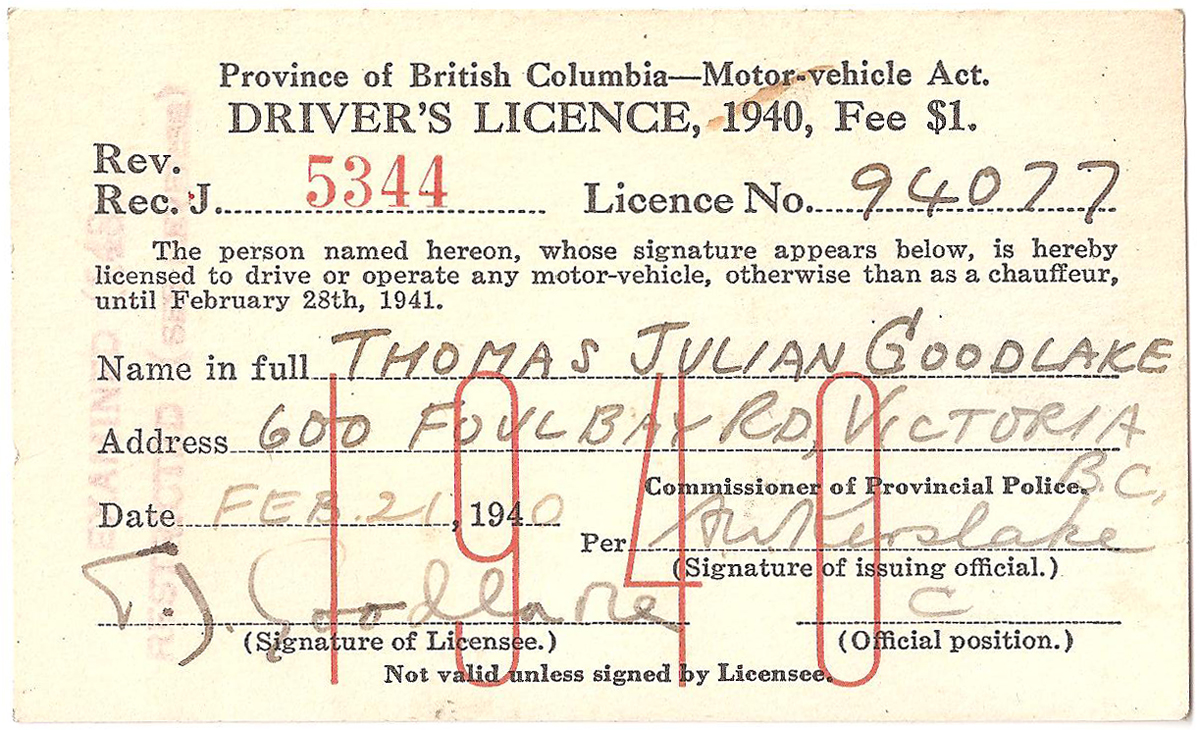 Province of British Columbia—Motor-vehicle Act.
DRIVER'S LICENCE, 1940, Fee $1.
Rev.
Rec. J. 5344 Licence No. 94077
The person named hereon, whose signature appears below, is hereby
licensed to drive or operate any motor-vehicle, otherwise than as a chauffeur,
until February 28th, 1941.
Name in full THOMAS JULIAN GOODLAKE
Address 600 FOUL BAY RD, VICTORIA
B.C.
Commissioner of Provincial Police.
Date FEB. 21, 1940
Per
(Signature of issuing official.)
T.J. Goodlake C
(Signature of Licensee.) (Official position.)
Not valid unless signed by Licensee.
1940
EXAMINED